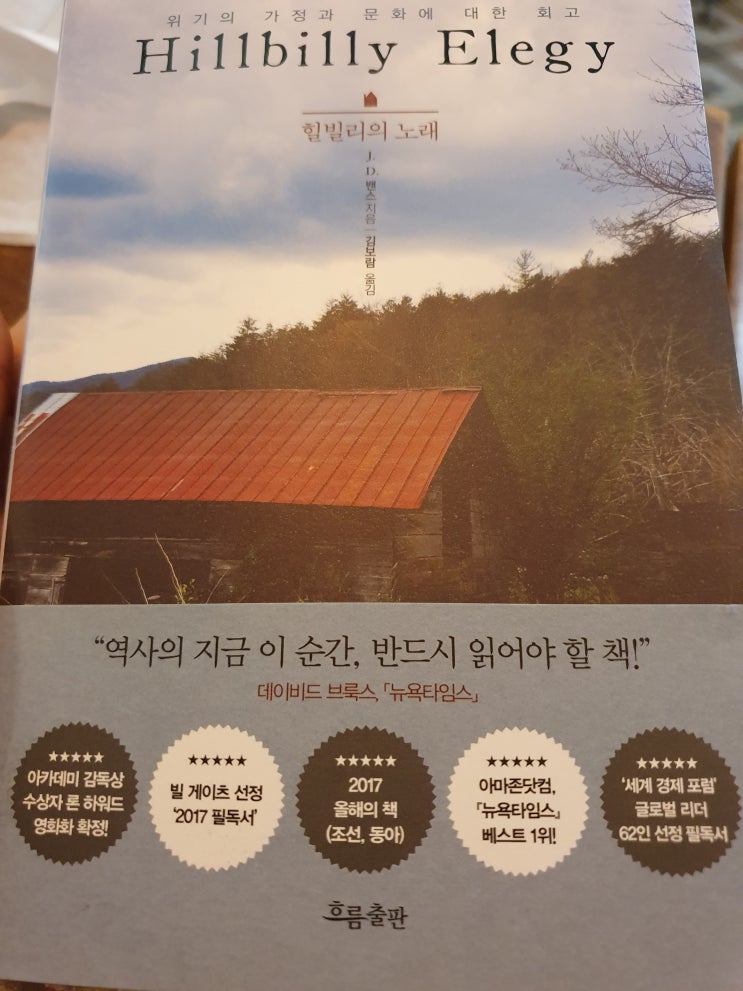 위기의 가정과 문화에 대한 회고
Hillbilly Elegy
힐빌리의 노래
J. D. 밴스 지음 | 김보람 옮김
“역사의 지금 이 순간, 반드시 읽어야 할 책!”
데이비드 브룩스, 「뉴욕타임스」
★★★★★
아카데미 감독상
수상자 론 하워드
영화화 확정!
★★★★★
빌 게이츠 선정
‘2017 필독서’
★★★★★
2017
올해의 책
(조선, 동아)
★★★★★
아마존닷컴,
「뉴욕타임스」
베스트 1위!
★★★★★
‘세계 경제 포럼’
글로벌 리더
62인 선정 필독서
흐름출판